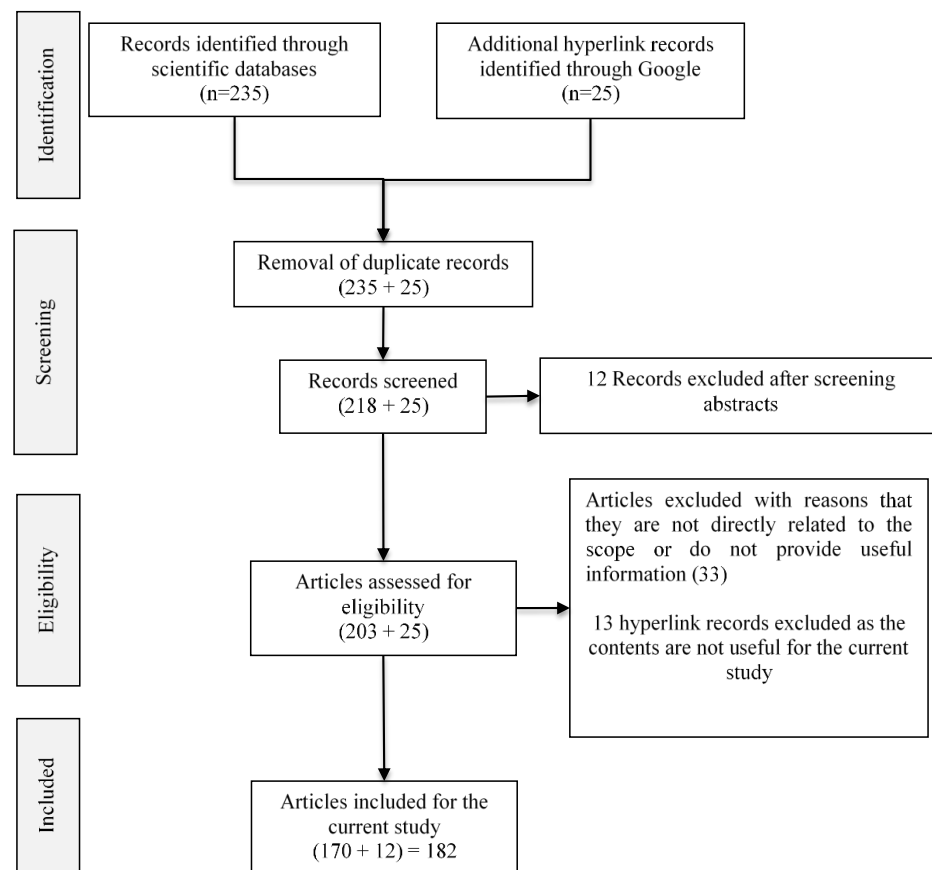 Identification
Records identified through
scientific databases
(n=235)
Additional hyperlink records
identified through Google
(n=25)
Screening
Removal of duplicate records
(235 + 25)
Records screened
(218 + 25)
12 Records excluded after screening
abstracts
Eligibility
Articles assessed for
eligibility
(203 + 25)
Articles excluded with reasons that
they are not directly related to the
scope or do not provide useful
information (33)
13 hyperlink records excluded as the
contents are not useful for the current
study
Included
Articles included for the
current study
(170 + 12) = 182